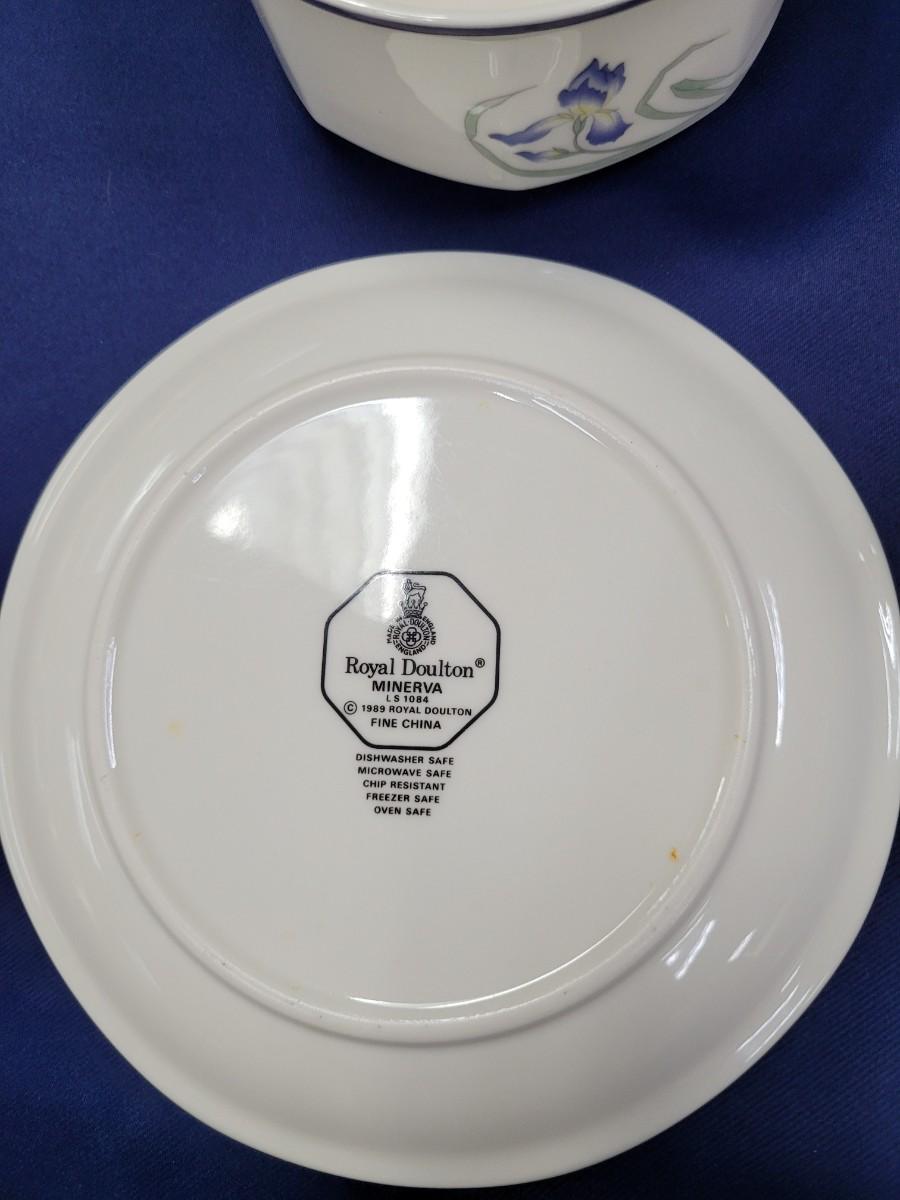 MADE IN ENGLAND
ROYAL·DOULTON
ENGLAND
Royal Doulton®
MINERVA
LS 1084
© 1989 ROYAL DOULTON
FINE CHINA
DISHWASHER SAFE
MICROWAVE SAFE
CHIP RESISTANT
FREEZER SAFE
OVEN SAFE